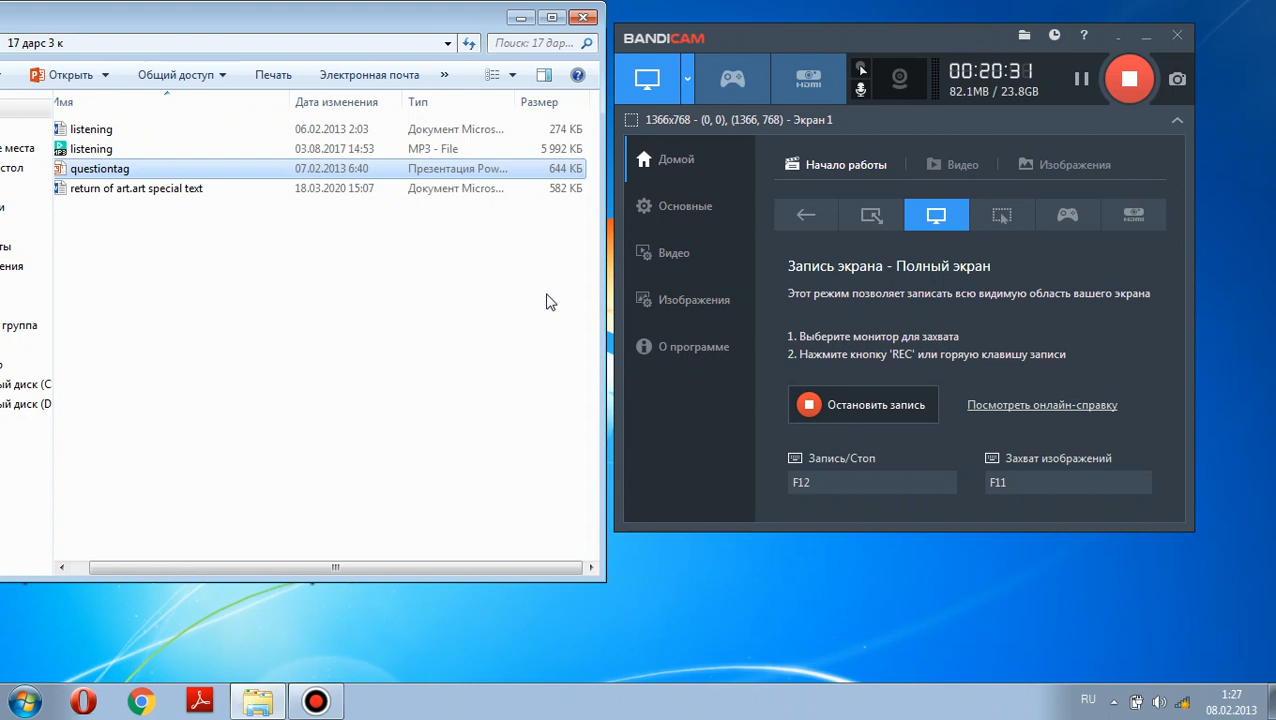 17 дарс 3 к
Поиск: 17 дар...
Открыть
Общий доступ
Печать
Электронная почта
»
Имя
Дата изменения
Тип
Размер
listening
06.02.2013 2:03
Документ Micros...
274 КБ
listening
03.08.2017 14:53
MP3 - File
5 992 КБ
questiontag
07.02.2013 6:40
Презентация Pow...
644 КБ
return of art.art special text
18.03.2020 15:07
Документ Micros...
582 КБ
е места
стол
ы
ения
группа
ый диск (C
ый диск (D
BANDICAM
HDMI
00:20:31
82.1MB / 23.8GB
1366x768 - (0, 0), (1366, 768) - Экран 1
Домой
Основные
Видео
Изображения
О программе
Начало работы
Видео
Изображения
HDMI
Запись экрана - Полный экран
Этот режим позволяет записать всю видимую область вашего экрана
1. Выберите монитор для захвата
2. Нажмите кнопку 'REC' или горяую клавишу записи
Остановить запись
Посмотреть онлайн-справку
Запись/Стоп
Захват изображений
F12
F11
RU
1:27
08.02.2013